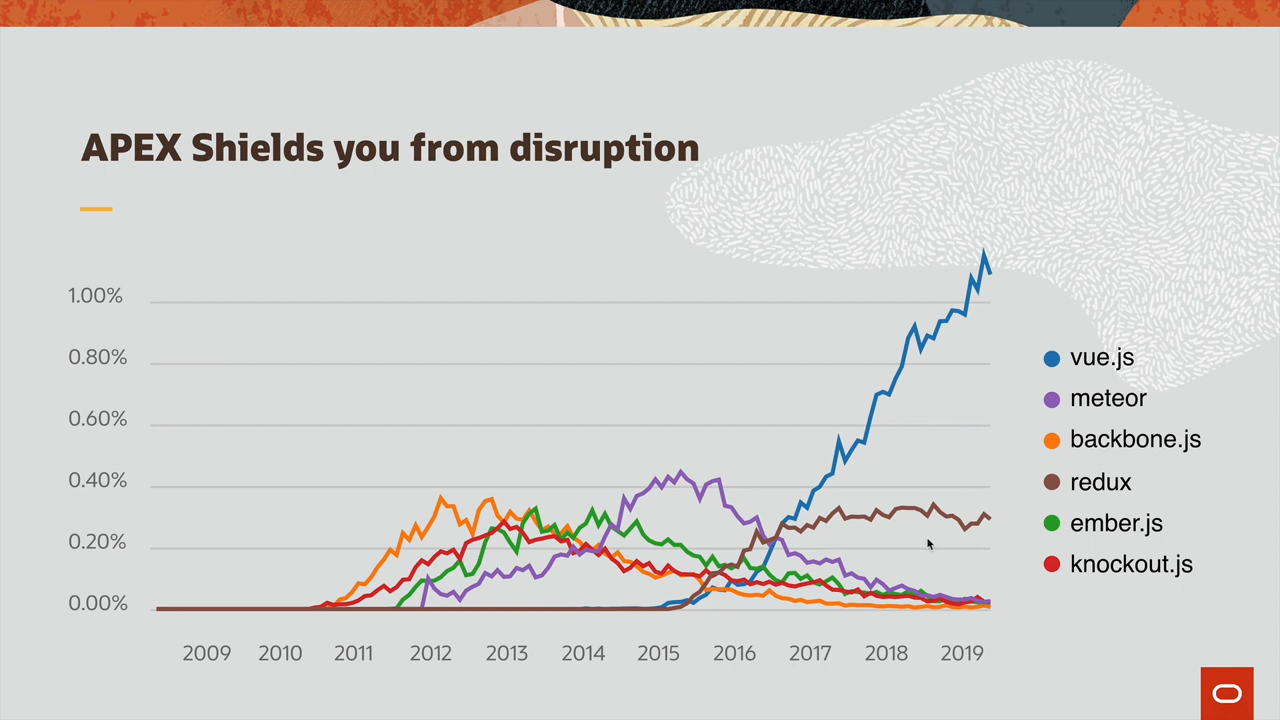 APEX Shields you from disruption
1.00%
0.80%
0.60%
0.40%
0.20%
0.00%
2009 2010 2011 2012 2013 2014 2015 2016 2017 2018 2019
vue.js
meteor
backbone.js
redux
ember.js
knockout.js